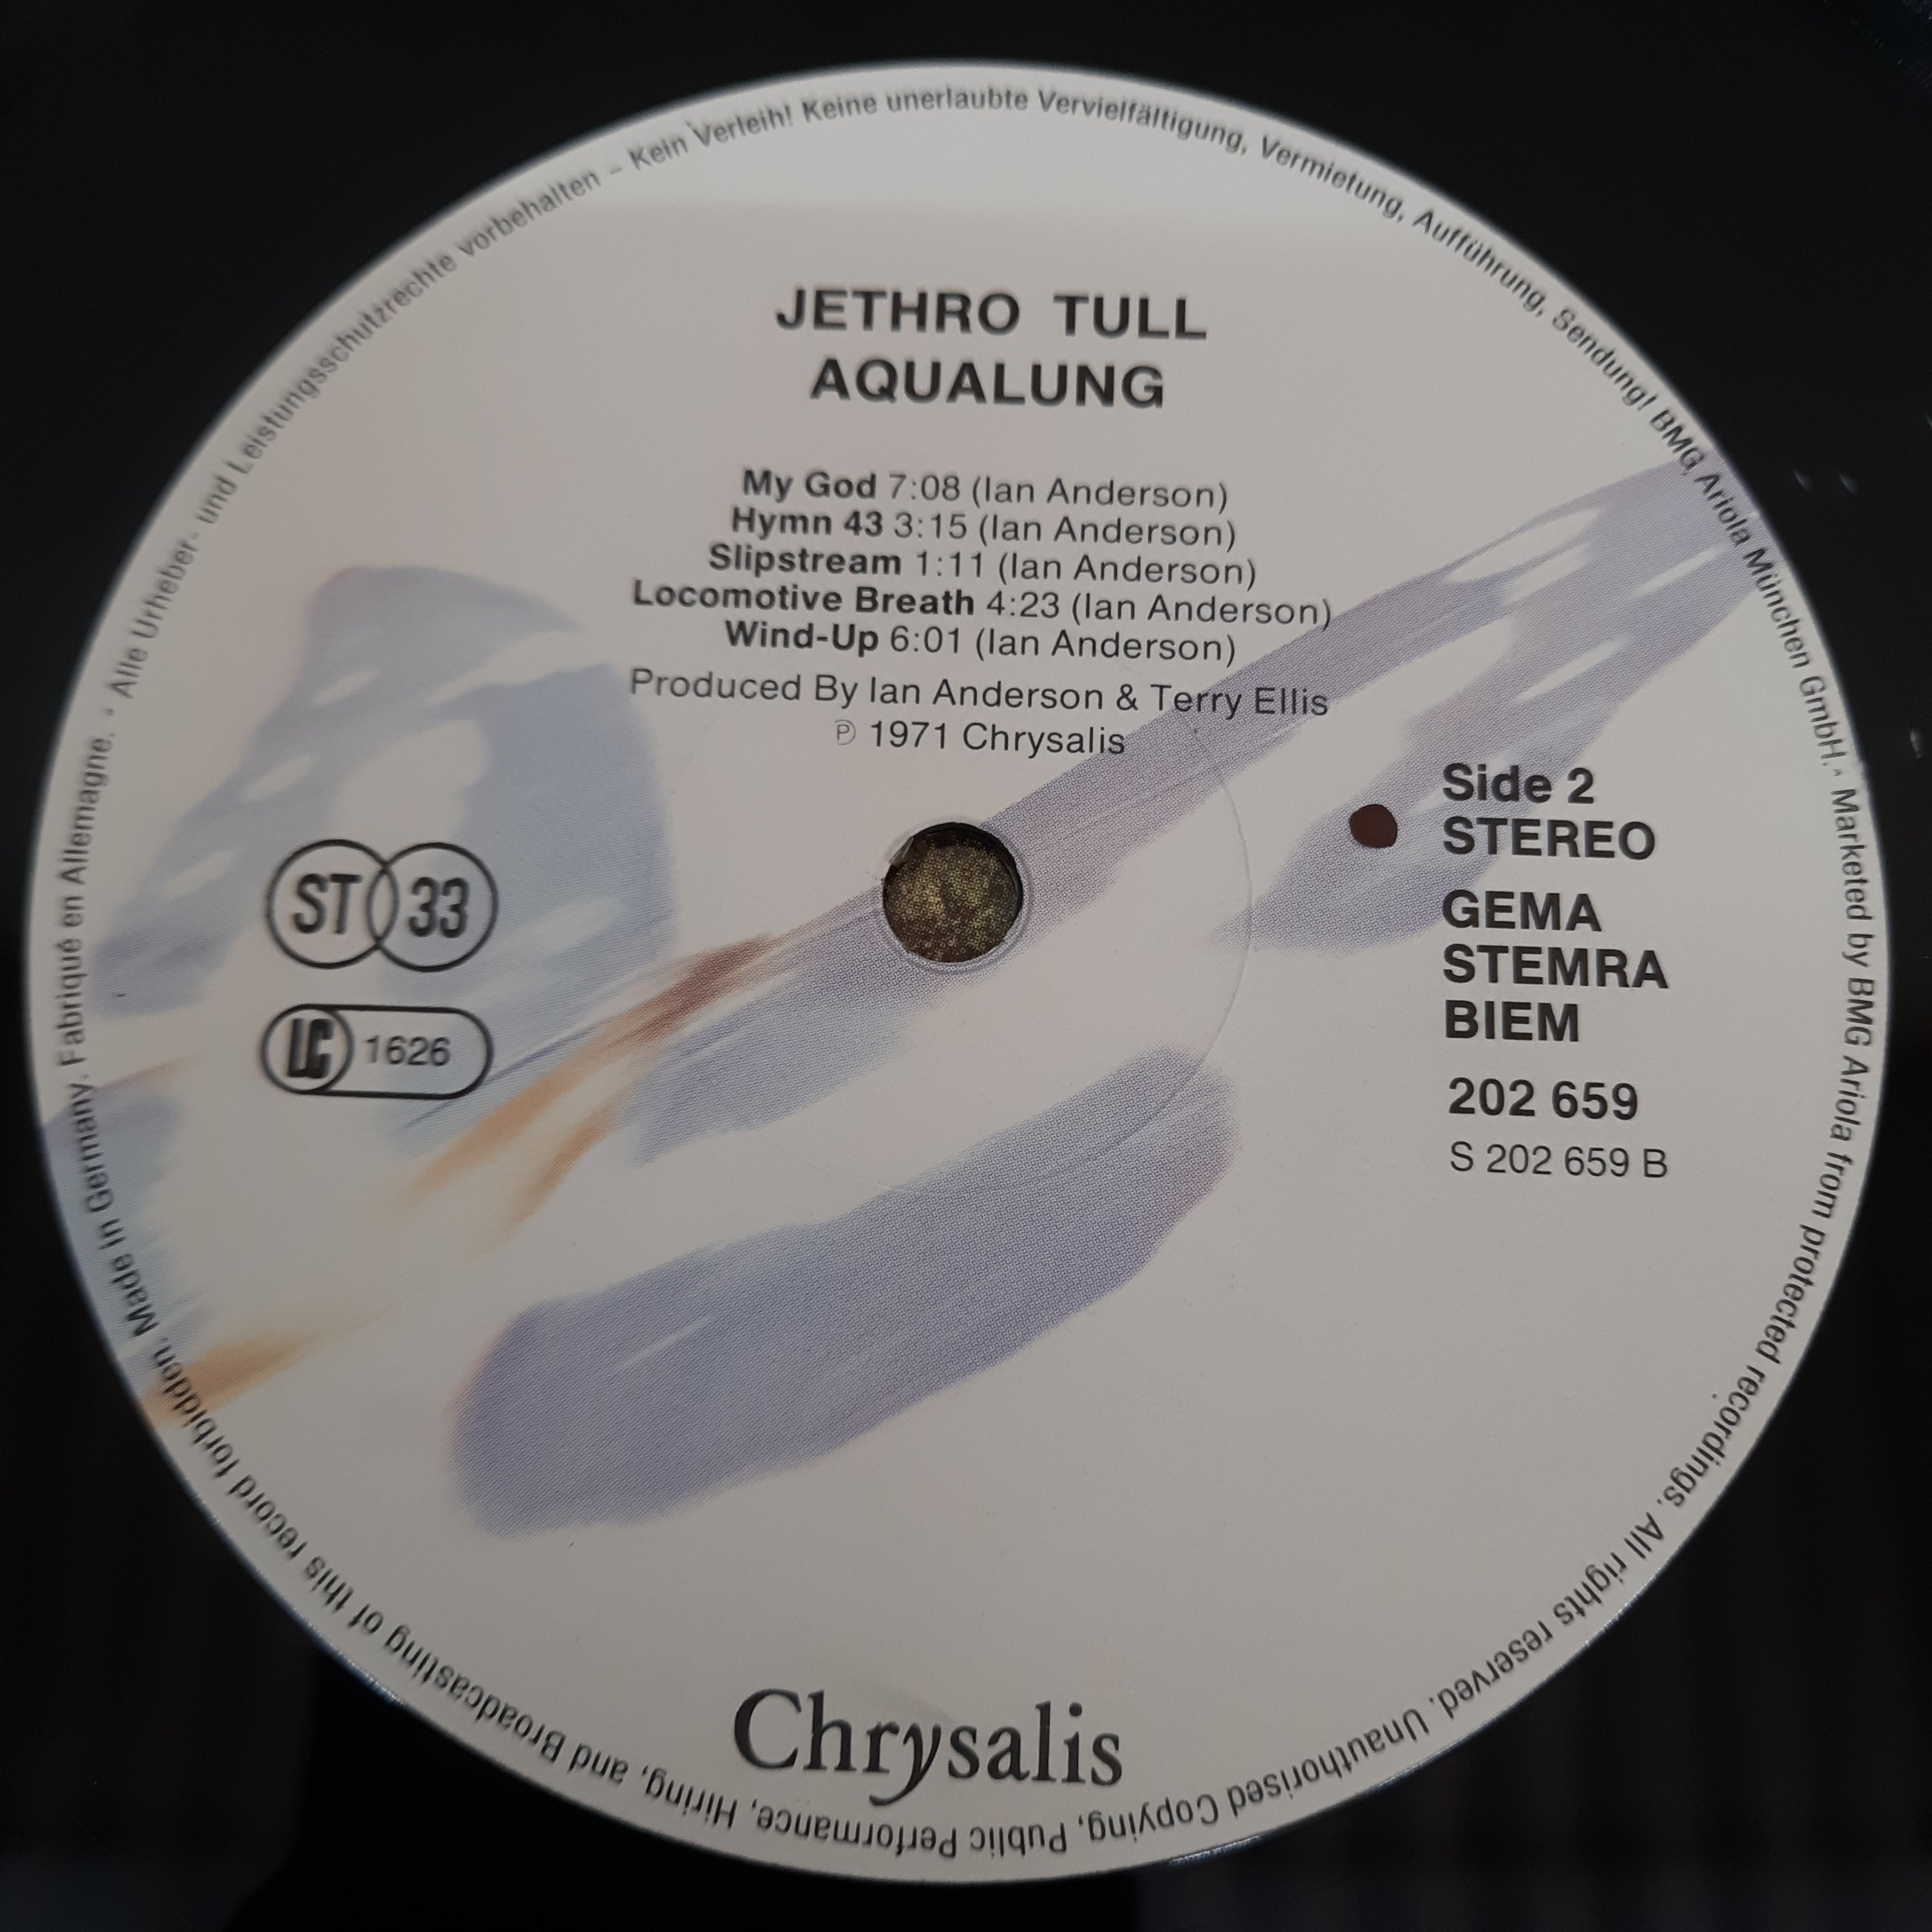 JETHRO TULL
AQUALUNG
My God 7:08 (Ian Anderson)
Hymn 43 3:15 (Ian Anderson)
Slipstream 1:11 (Ian Anderson)
Locomotive Breath 4:23 (Ian Anderson)
Wind-Up 6:01 (Ian Anderson)
Produced By Ian Anderson & Terry Ellis
℗ 1971 Chrysalis
Side 2
STEREO
GEMA
STEMRA
BIEM
202 659
S 202 659 B
ST 33
LC 1626
Chrysalis
Alle Urheber- und Leistungsschutzrechte vorbehalten – Kein Verleih! Keine unerlaubte Vervielfältigung, Vermietung, Aufführung, Sendung! BMG Ariola München GmbH. · Marketed by BMG Ariola from protected recordings. All rights reserved. Unauthorised Copying, Public Performance, Hiring, and Broadcasting of this record forbidden. Made in Germany. Fabriqué en Allemagne. ·